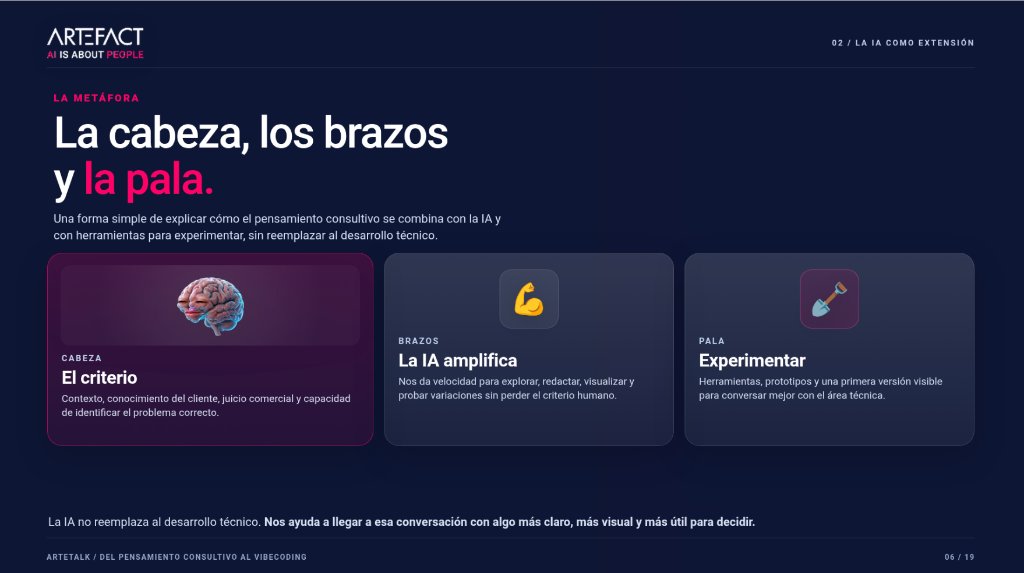 ARTEFACT
AI IS ABOUT PEOPLE
02 / LA IA COMO EXTENSIÓN
LA METÁFORA
La cabeza, los brazos
y la pala.
Una forma simple de explicar cómo el pensamiento consultivo se combina con la IA y
con herramientas para experimentar, sin reemplazar al desarrollo técnico.
CABEZA
El criterio
Contexto, conocimiento del cliente, juicio comercial y capacidad
de identificar el problema correcto.
BRAZOS
La IA amplifica
Nos da velocidad para explorar, redactar, visualizar y
probar variaciones sin perder el criterio humano.
PALA
Experimentar
Herramientas, prototipos y una primera versión visible
para conversar mejor con el área técnica.
La IA no reemplaza al desarrollo técnico. Nos ayuda a llegar a esa conversación con algo más claro, más visual y más útil para decidir.
ARTETALK / DEL PENSAMIENTO CONSULTIVO AL VIBECODING
06 / 19